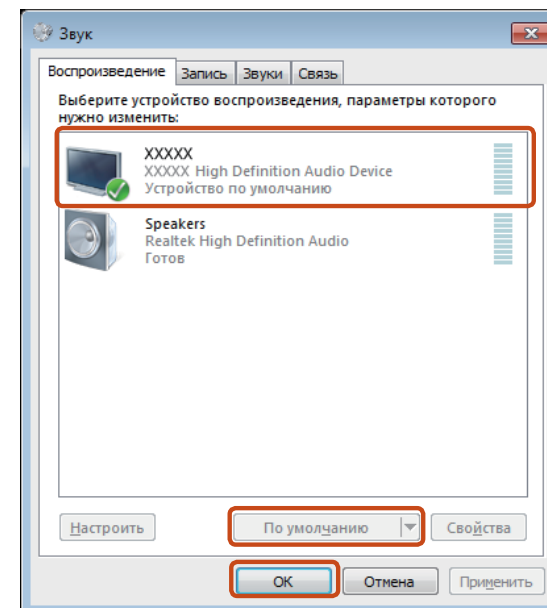 Звук
Воспроизведение Запись Звуки Связь
Выберите устройство воспроизведения, параметры которого
нужно изменить:
XXXXX
XXXXX High Definition Audio Device
Устройство по умолчанию
Speakers
Realtek High Definition Audio
Готов
Настроить По умолчанию Свойства
ОК Отмена Применить